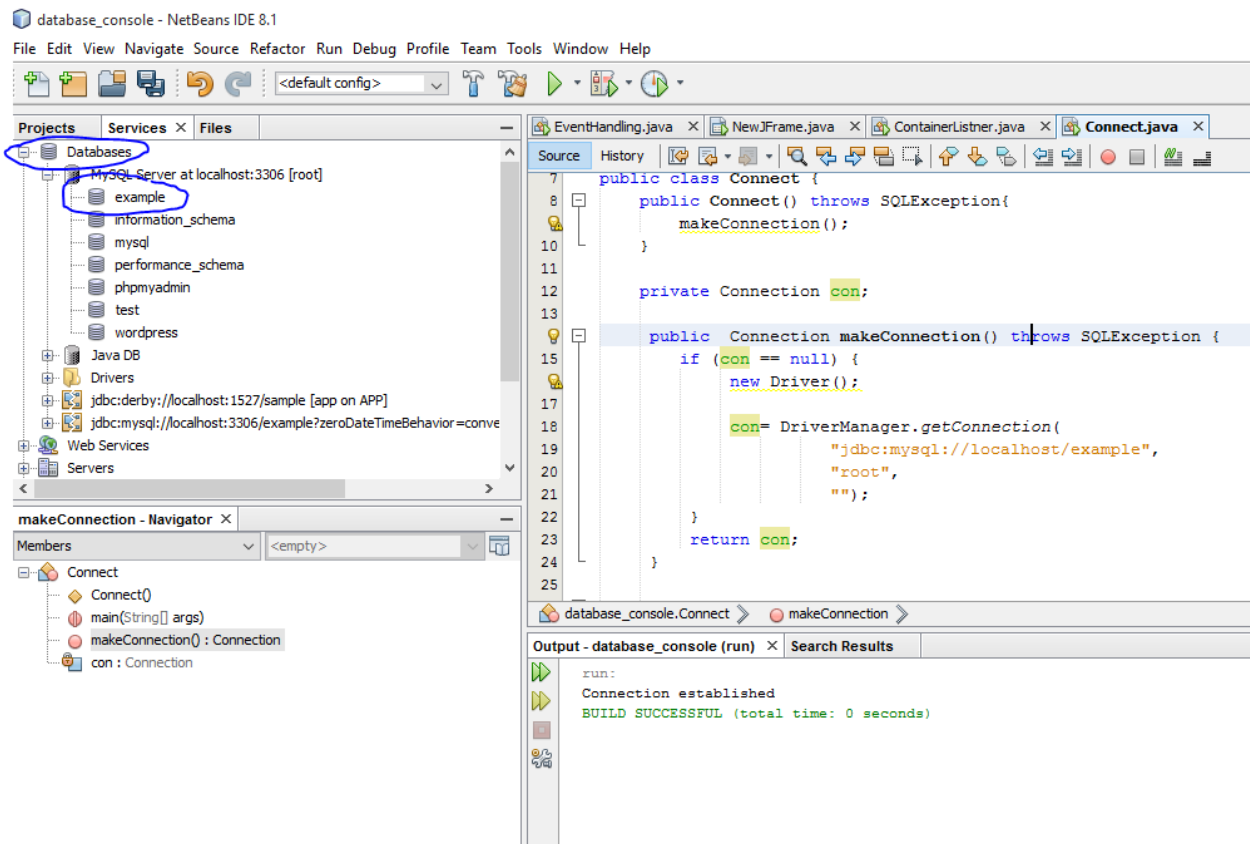 database_console - NetBeans IDE 8.1
File Edit View Navigate Source Refactor Run Debug Profile Team Tools Window Help
<default config>
Projects Services Files
Databases
MySQL Server at localhost:3306 [root]
example
information_schema
mysql
performance_schema
phpmyadmin
test
wordpress
Java DB
Drivers
jdbc:derby://localhost:1527/sample [app on APP]
jdbc:mysql://localhost:3306/example?zeroDateTimeBehavior=conve
Web Services
Servers
makeConnection - Navigator
Members <empty>
Connect
Connect()
main(String[] args)
makeConnection() : Connection
con : Connection
EventHandling.java NewJFrame.java ContainerListner.java Connect.java
Source History
7 public class Connect {
8 public Connect() throws SQLException{
makeConnection();
10 }
11
12 private Connection con;
13
public Connection makeConnection() throws SQLException {
15 if (con == null) {
new Driver();
17
18 con= DriverManager.getConnection(
19 "jdbc:mysql://localhost/example",
20 "root",
21 "");
22 }
23 return con;
24 }
25
database_console.Connect makeConnection
Output - database_console (run) Search Results
run:
Connection established
BUILD SUCCESSFUL (total time: 0 seconds)